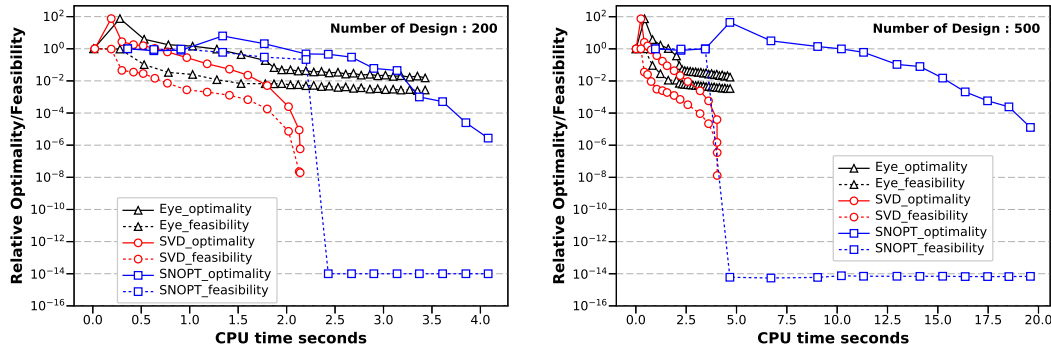 Number of Design : 200
Relative Optimality/Feasibility
10^2
10^0
10^−2
10^−4
10^−6
10^−8
10^−10
10^−12
10^−14
10^−16
Eye_optimality
Eye_feasibility
SVD_optimality
SVD_feasibility
SNOPT_optimality
SNOPT_feasibility
0.0 0.5 1.0 1.5 2.0 2.5 3.0 3.5 4.0
CPU time seconds
Number of Design : 500
Relative Optimality/Feasibility
10^2
10^0
10^−2
10^−4
10^−6
10^−8
10^−10
10^−12
10^−14
10^−16
Eye_optimality
Eye_feasibility
SVD_optimality
SVD_feasibility
SNOPT_optimality
SNOPT_feasibility
0.0 2.5 5.0 7.5 10.0 12.5 15.0 17.5 20.0
CPU time seconds